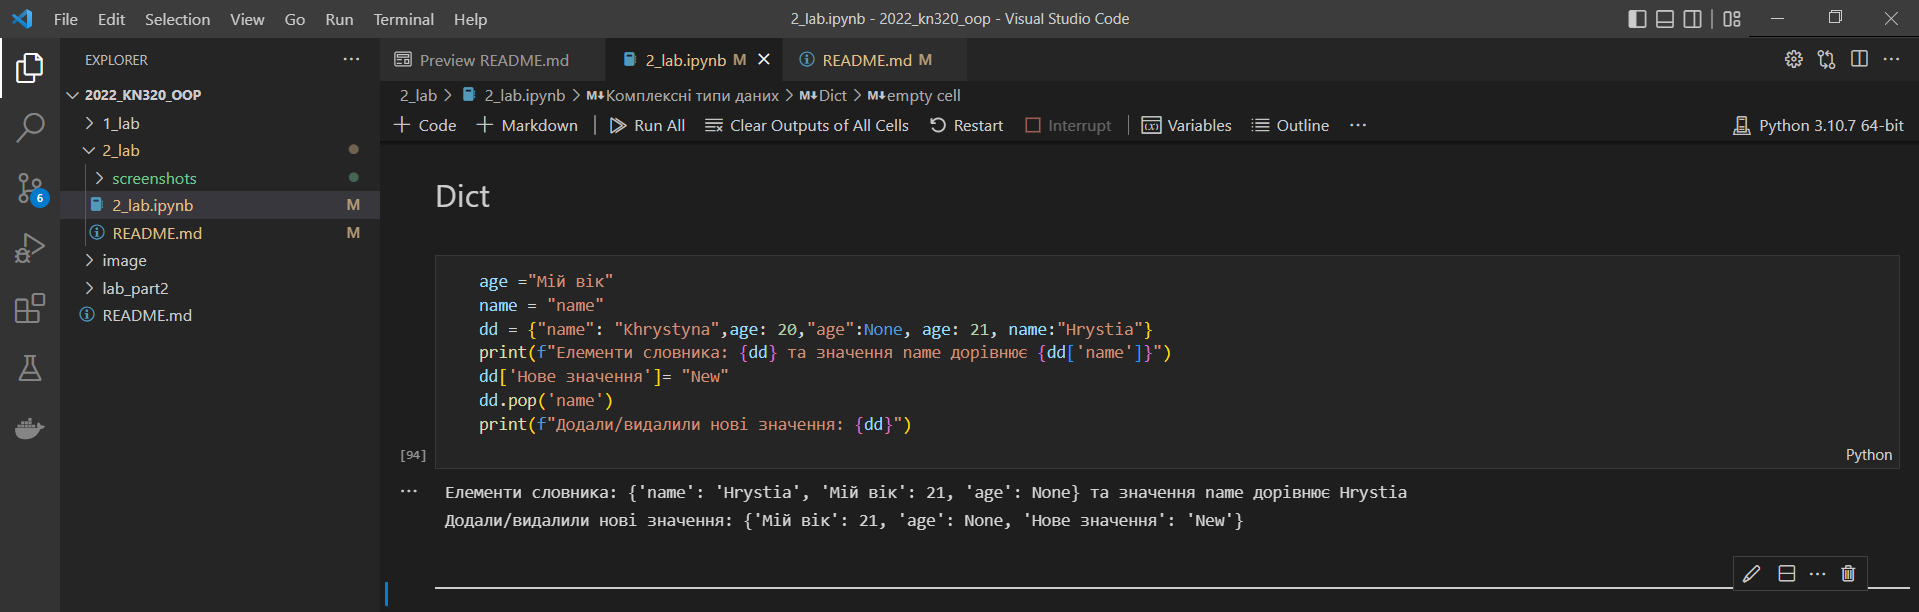 File Edit Selection View Go Run Terminal Help
2_lab.ipynb - 2022_kn320_oop - Visual Studio Code
EXPLORER
2022_KN320_OOP
1_lab
2_lab
screenshots
2_lab.ipynb M
README.md M
image
lab_part2
README.md
6
Preview README.md
2_lab.ipynb M
README.md M
2_lab > 2_lab.ipynb > M↓Комплексні типи даних > M↓Dict > M↓empty cell
+ Code + Markdown | Run All Clear Outputs of All Cells Restart Interrupt | Variables Outline ···
Python 3.10.7 64-bit
Dict
age ="Мій вік"
name = "name"
dd = {"name": "Khrystyna",age: 20,"age":None, age: 21, name:"Hrystia"}
print(f"Елементи словника: {dd} та значення name дорівнює {dd['name']}")
dd['Нове значення']= "New"
dd.pop('name')
print(f"Додали/видалили нові значення: {dd}")
[94]
Python
Елементи словника: {'name': 'Hrystia', 'Мій вік': 21, 'age': None} та значення name дорівнює Hrystia
Додали/видалили нові значення: {'Мій вік': 21, 'age': None, 'Нове значення': 'New'}